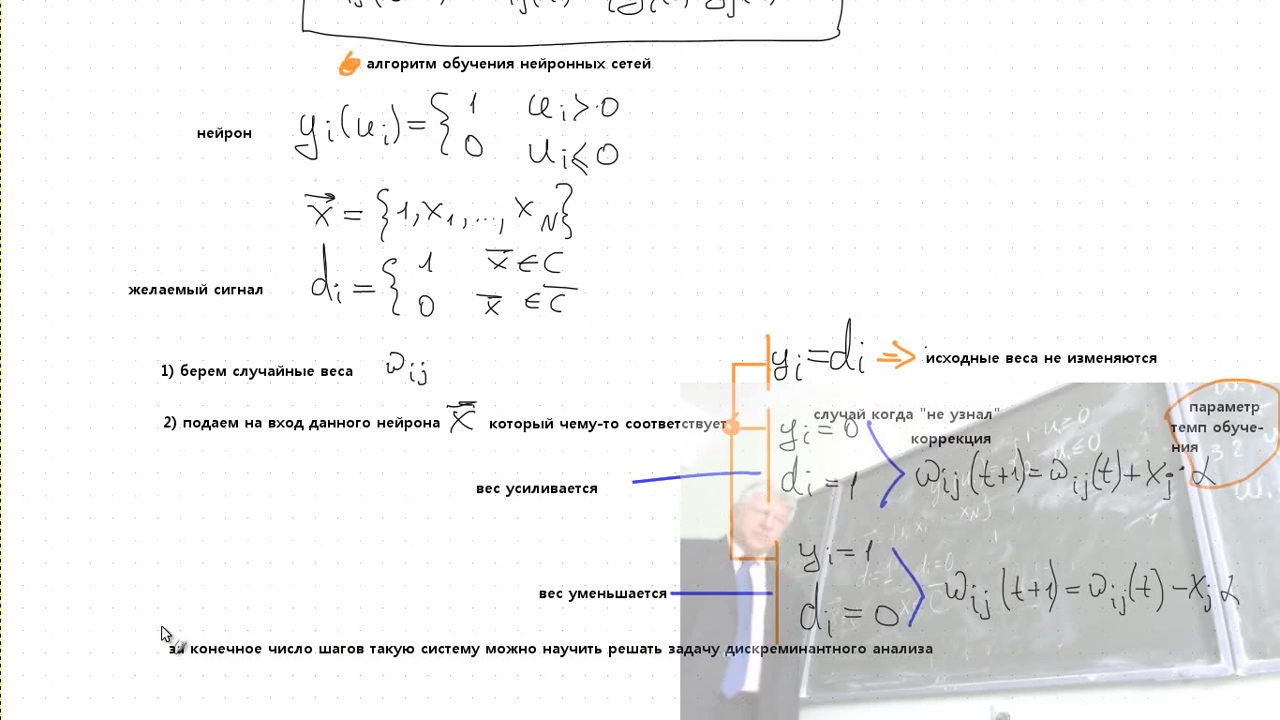 алгоритм обучения нейронных сетей
нейрон
yᵢ(uᵢ) = { 1 uᵢ > 0
0 uᵢ ⩽ 0
x⃗ = {1, x₁, ..., x_N}
желаемый сигнал
dᵢ = { 1 x̄ ∈ C
0 x̄ ∈ C̄
1) берем случайные веса ωᵢⱼ
yᵢ = dᵢ ⇒ исходные веса не изменяются
2) подаем на вход данного нейрона x̄ который чему-то соответствует
случай когда "не узнал"
коррекция
параметр
темп обуче-
ния
yᵢ = 0
dᵢ = 1
ωᵢⱼ(t+1) = ωᵢⱼ(t) + xⱼ · α
вес усиливается
yᵢ = 1
dᵢ = 0
ωᵢⱼ(t+1) = ωᵢⱼ(t) − xⱼ α
вес уменьшается
за конечное число шагов такую систему можно научить решать задачу дискреминантного анализа